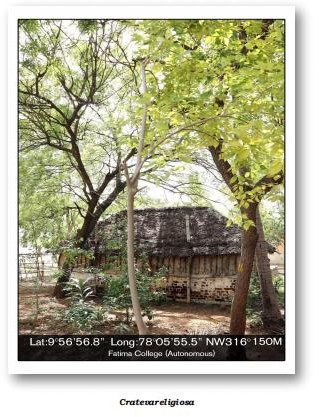 Lat:9°56'56.8" Long:78°05'55.5" NW316° 150M
Fatima College (Autonomous)
Cratevareligiosa